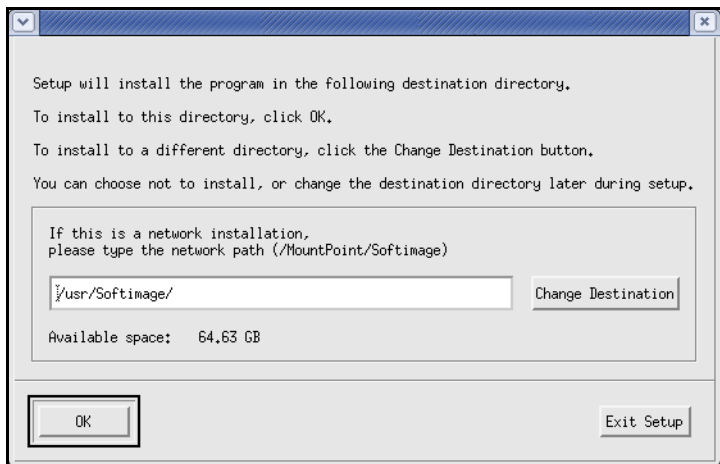 Setup will install the program in the following destination directory.
To install to this directory, click OK.
To install to a different directory, click the Change Destination button.
You can choose not to install, or change the destination directory later during setup.
If this is a network installation,
please type the network path (/MountPoint/Softimage)
/usr/Softimage/
Change Destination
Available space: 64.63 GB
OK
Exit Setup